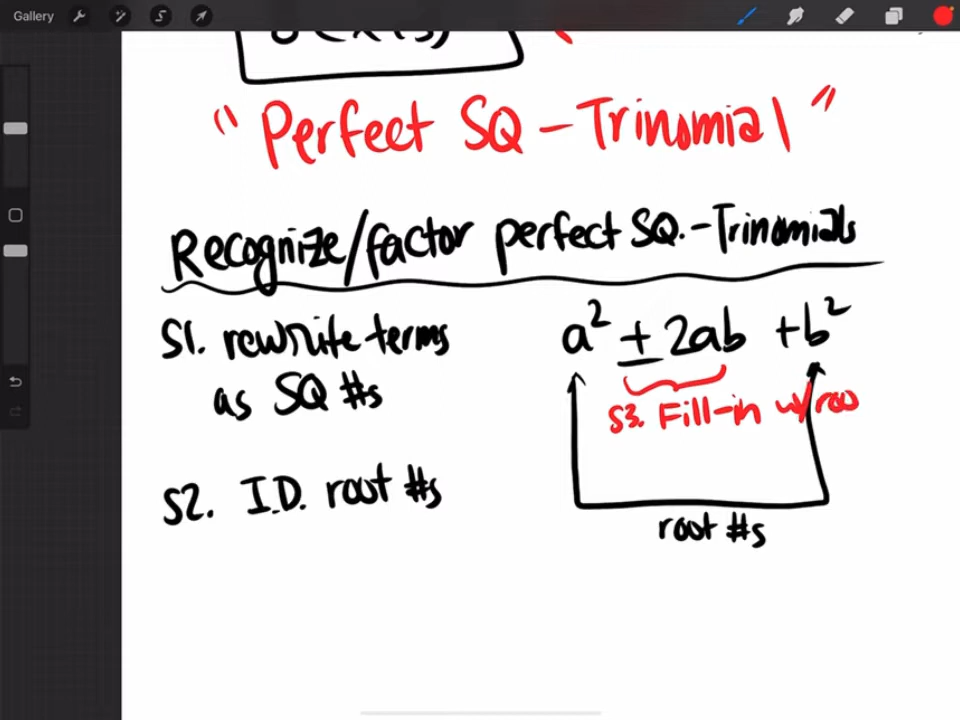 Gallery
"Perfect SQ-Trinomial"
Recognize/factor perfect SQ.-Trinomials
S1. rewrite terms
as SQ #s
a² ± 2ab + b²
S3. Fill-in w/ roo
S2. I.D. root #s
root #s